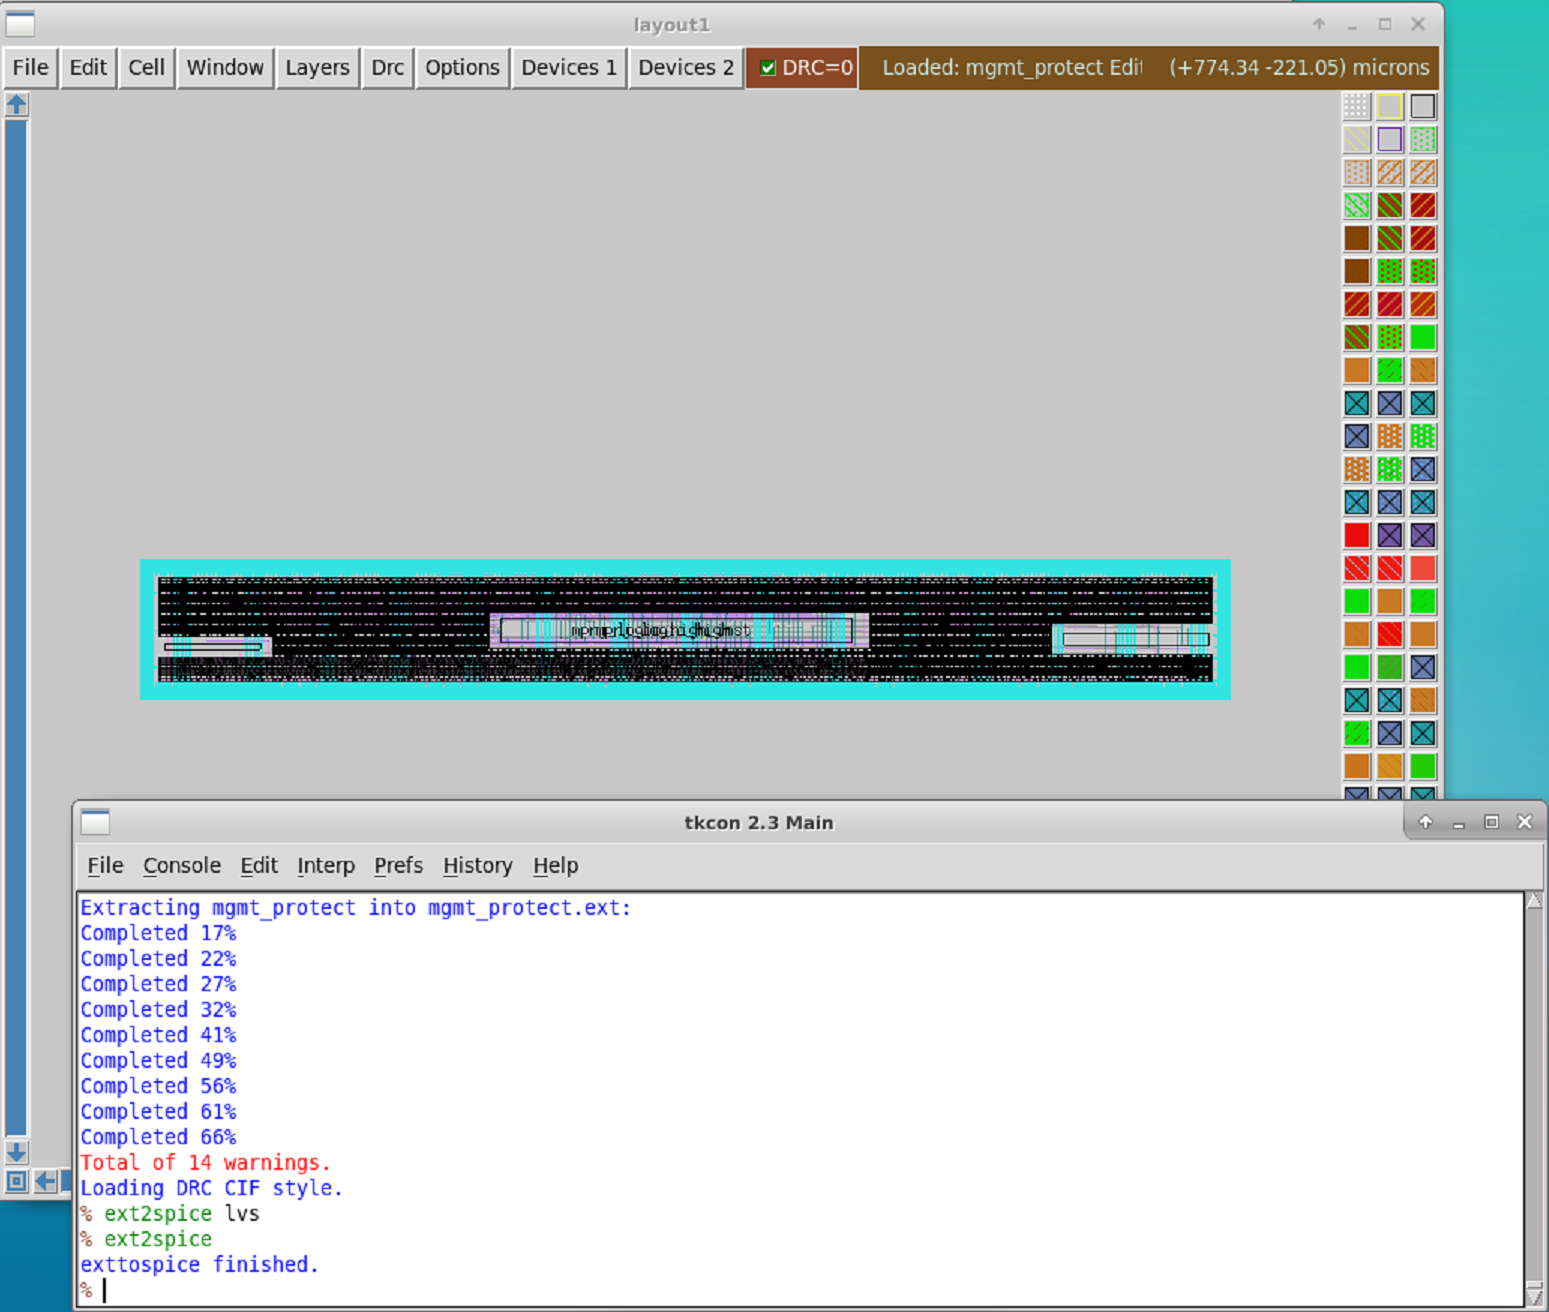 layout1
File Edit Cell Window Layers Drc Options Devices 1 Devices 2 DRC=0 Loaded: mgmt_protect Edit (+774.34 -221.05) microns
tkcon 2.3 Main
File Console Edit Interp Prefs History Help
Extracting mgmt_protect into mgmt_protect.ext:
Completed 17%
Completed 22%
Completed 27%
Completed 32%
Completed 41%
Completed 49%
Completed 56%
Completed 61%
Completed 66%
Total of 14 warnings.
Loading DRC CIF style.
% ext2spice lvs
% ext2spice
exttospice finished.
%